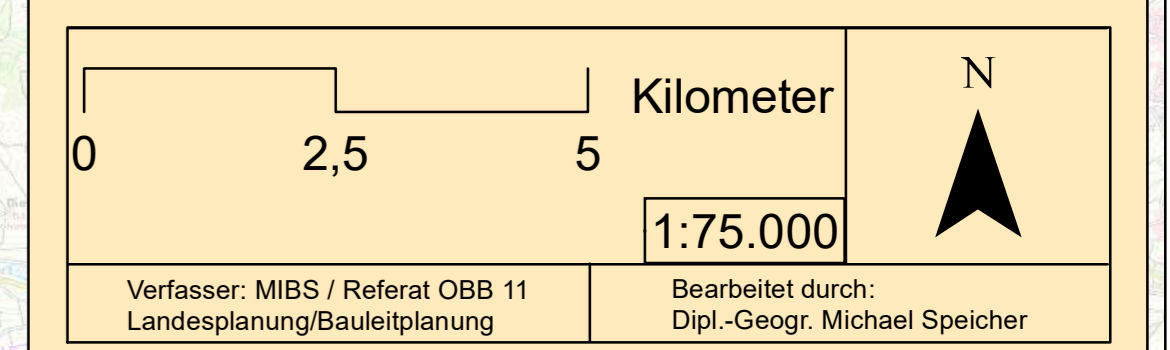 Kilometer
0 2,5 5
1:75.000
N
Verfasser: MIBS / Referat OBB 11
Landesplanung/Bauleitplanung
Bearbeitet durch:
Dipl.-Geogr. Michael Speicher